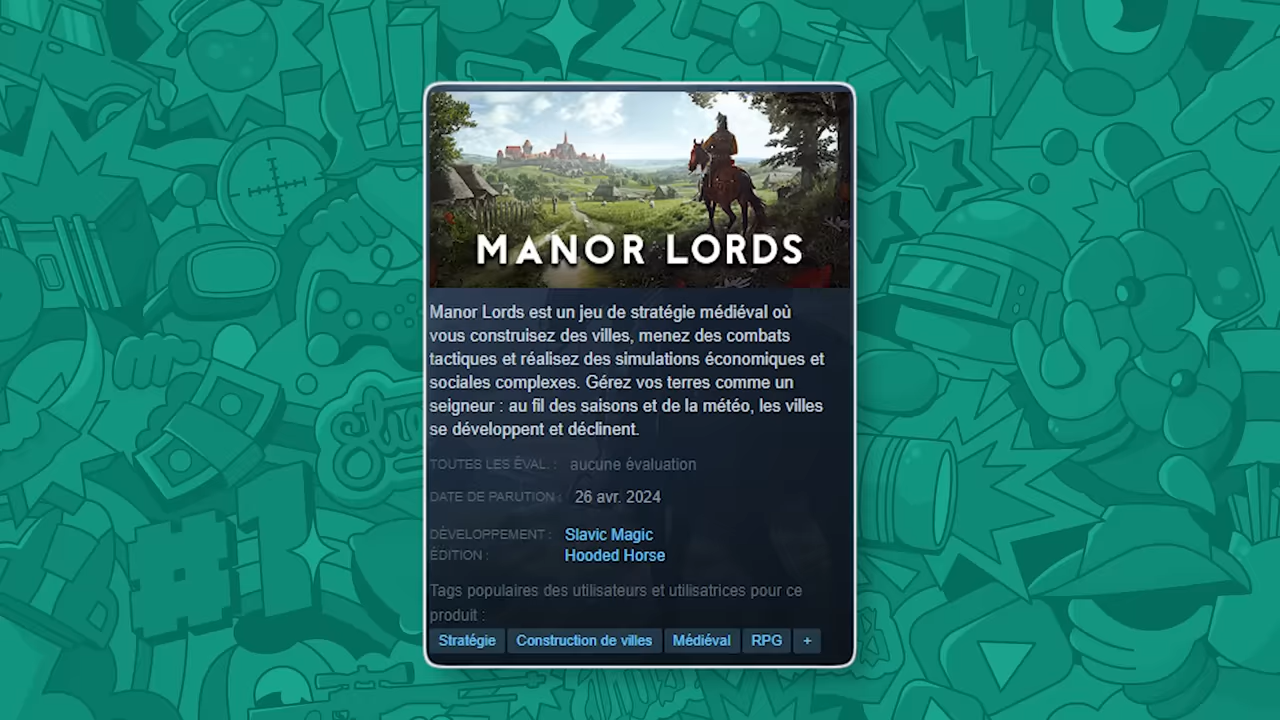 MANOR LORDS
Manor Lords est un jeu de stratégie médiéval où
vous construisez des villes, menez des combats
tactiques et réalisez des simulations économiques et
sociales complexes. Gérez vos terres comme un
seigneur : au fil des saisons et de la météo, les villes
se développent et déclinent.
TOUTES LES ÉVAL. : aucune évaluation
DATE DE PARUTION : 26 avr. 2024
DÉVELOPPEMENT : Slavic Magic
ÉDITION : Hooded Horse
Tags populaires des utilisateurs et utilisatrices pour ce
produit :
Stratégie Construction de villes Médiéval RPG +
#1